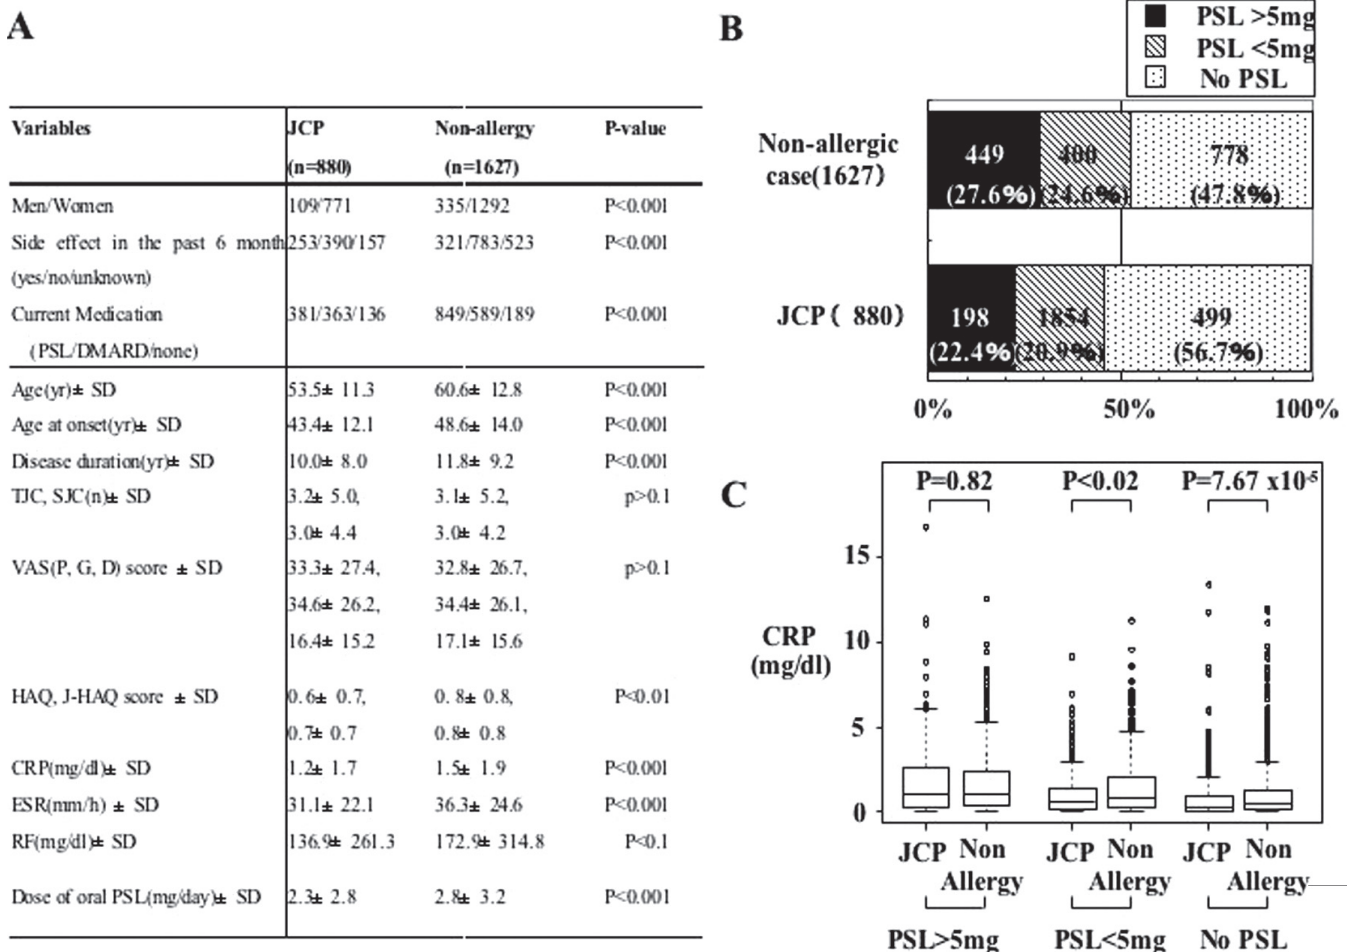 A
Variables JCP Non-allergy P-value
(n=880) (n=1627)
Men/Women 109/771 335/1292 P<0.001
Side effect in the past 6 month 253/390/157 321/783/523 P<0.001
(yes/no/unknown)
Current Medication 381/363/136 849/589/189 P<0.001
(PSL/DMARD/none)
Age(yr)± SD 53.5± 11.3 60.6± 12.8 P<0.001
Age at onset(yr)± SD 43.4± 12.1 48.6± 14.0 P<0.001
Disease duration(yr)± SD 10.0± 8.0 11.8± 9.2 P<0.001
TJC, SJC(n)± SD 3.2± 5.0, 3.1± 5.2, p>0.1
3.0± 4.4 3.0± 4.2
VAS(P, G, D) score ± SD 33.3± 27.4, 32.8± 26.7, p>0.1
34.6± 26.2, 34.4± 26.1,
16.4± 15.2 17.1± 15.6
HAQ, J-HAQ score ± SD 0.6± 0.7, 0.8± 0.8, P<0.01
0.7± 0.7 0.8± 0.8
CRP(mg/dl)± SD 1.2± 1.7 1.5± 1.9 P<0.001
ESR(mm/h) ± SD 31.1± 22.1 36.3± 24.6 P<0.001
RF(mg/dl)± SD 136.9± 261.3 172.9± 314.8 P<0.1
Dose of oral PSL(mg/day)± SD 2.3± 2.8 2.8± 3.2 P<0.001
B
PSL >5mg
PSL <5mg
No PSL
Non-allergic
case(1627)
449 400 778
(27.6%) (24.6%) (47.8%)
JCP( 880)
198 1854 499
(22.4%) (20.9%) (56.7%)
0% 50% 100%
C
P=0.82 P<0.02 P=7.67 x10-5
CRP
(mg/dl)
15
10
5
0
JCP Non JCP Non JCP Non
Allergy Allergy Allergy
PSL>5mg PSL<5mg No PSL